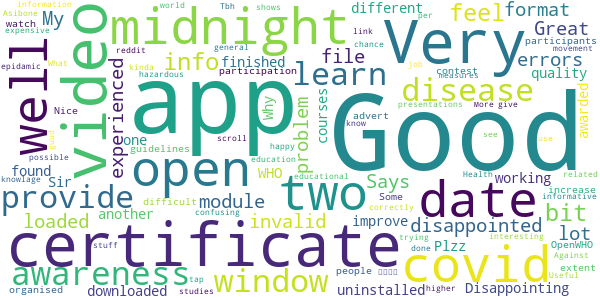 information world Tbh shows different format
Asibone expensive My midnight Very feel Great per participants
watch reddit What link errors movement
epidemic kinda info finished file general chance job contest measures quality
Nice hazardous participation learn disease
well video app Good
experienced Why problem courses advert know presentations More give awarded
one guidelines scroll happy see use
found possible good open WHO education Says Health related
Sir knowlage difficult educational working increase
provide module two Some date informative
another confusing correctly bit
loaded invalid improve disappointed OpenWHO
certificate Plzz lot
stuff trying done interesting Against
awareness tap window people covid extent
organised downloaded studies uninstalled higher Disappointing Useful